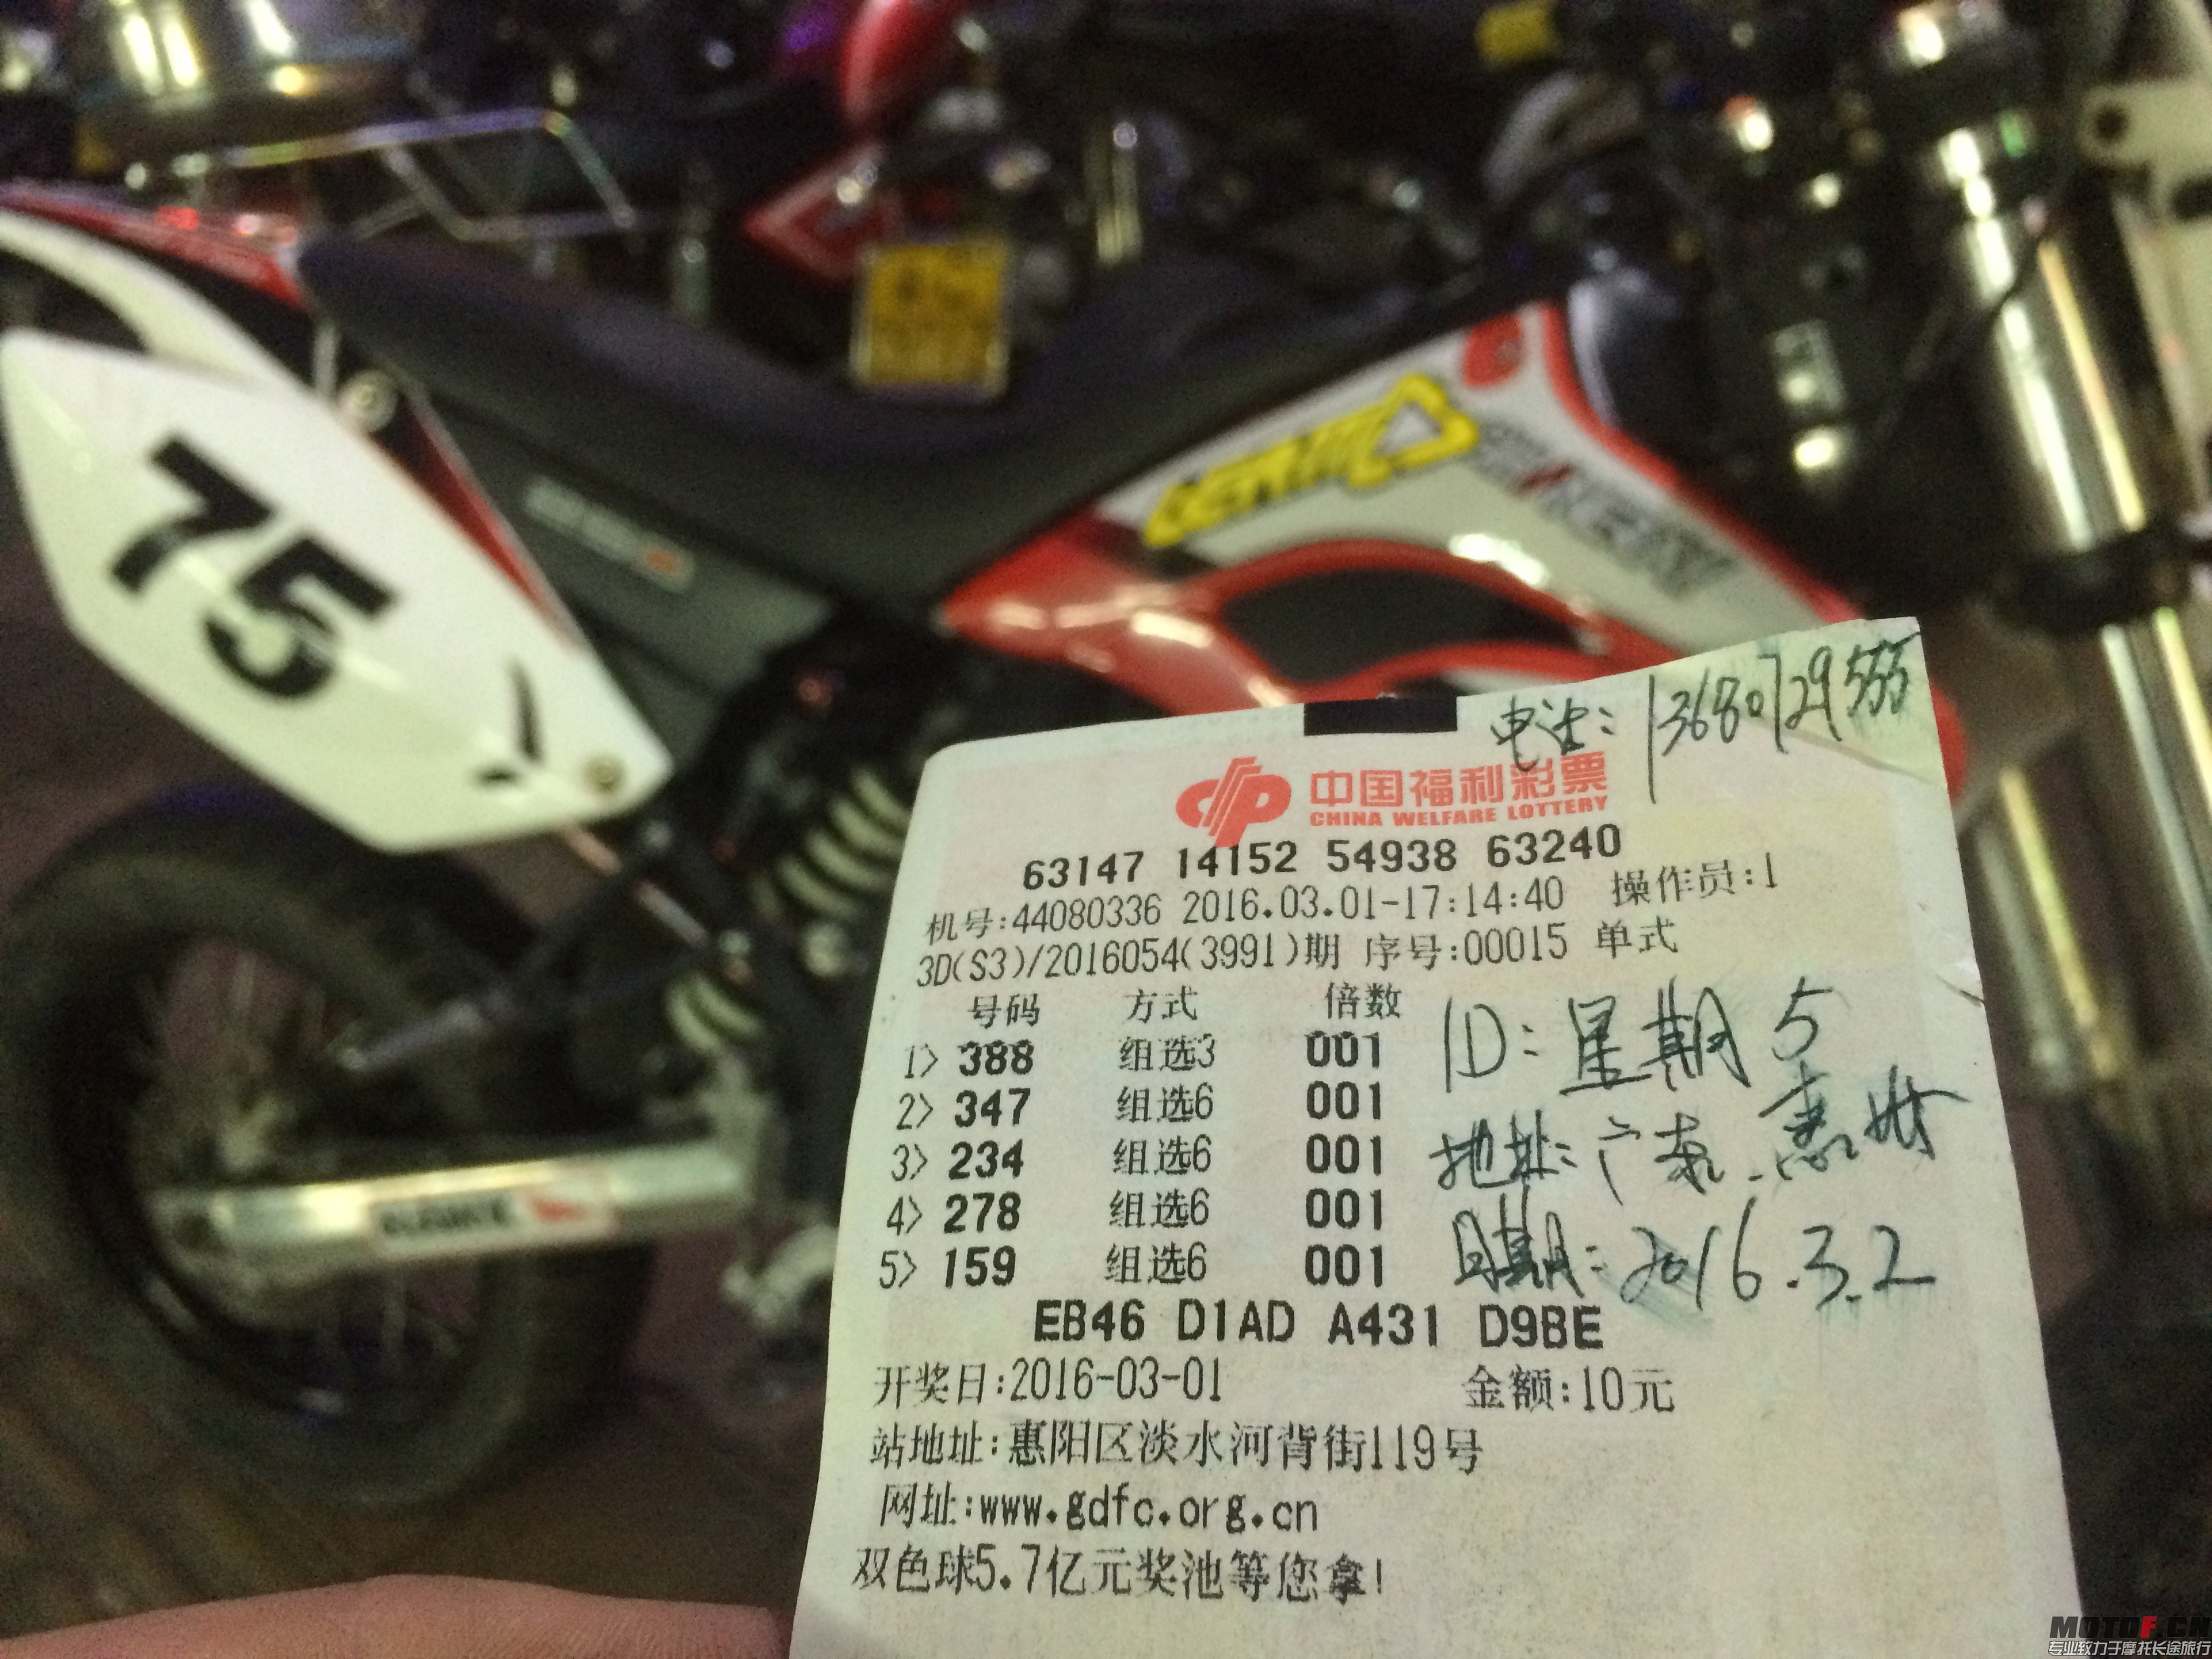 75
电话：13680729555
中国福利彩票
CHINA WELFARE LOTTERY
63147 14152 54938 63240
机号:44080336 2016.03.01-17:14:40 操作员:1
3D(S3)/2016054(3991)期 序号:00015 单式
号码 方式 倍数
1> 388 组选3 001
2> 347 组选6 001
3> 234 组选6 001
4> 278 组选6 001
5> 159 组选6 001
ID：星期5
地址：广东.惠州
日期：2016.3.2
EB46 D1AD A431 D9BE
开奖日:2016-03-01 金额:10元
站地址:惠阳区淡水河背街119号
网址:www.gdfc.org.cn
双色球5.7亿元奖池等您拿!
MOTOF.CN
专业致力于摩托长途旅行